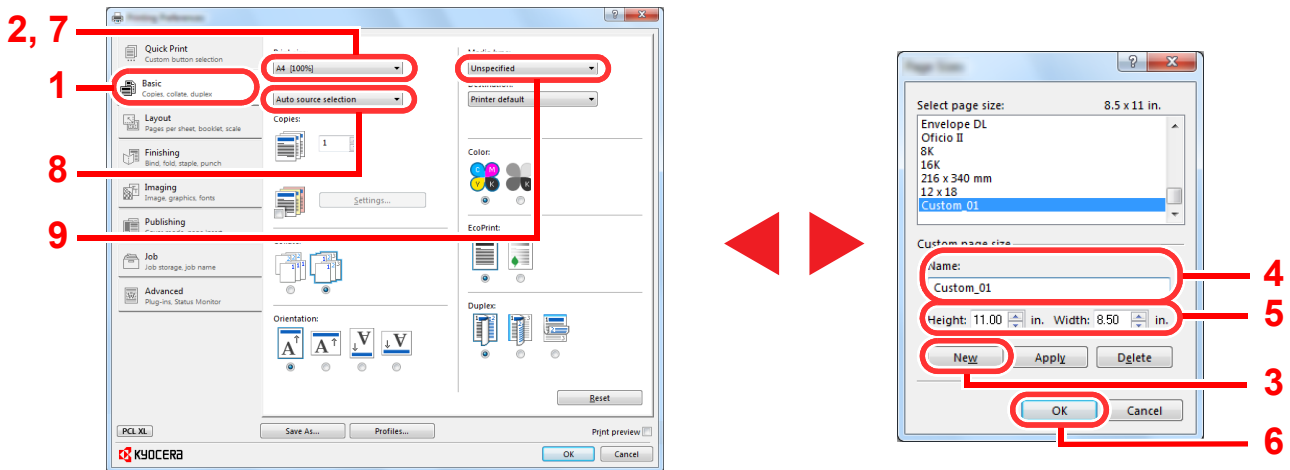 2, 7
1
8
9
Quick Print
Custom button selection
Basic
Copies, collate, duplex
Layout
Pages per sheet, booklet, scale
Finishing
Bind, fold, staple, punch
Imaging
Image, graphics, fonts
Publishing
Job
Job storage, job name
Advanced
Plug-ins, Status Monitor
A4 [100%]
Auto source selection
Copies:
1
Settings...
Orientation:
A A A A
Unspecified
Destination:
Printer default
Color:
C M
Y K
K
EcoPrint:
Duplex:
Reset
PCL XL
Save As...
Profiles...
Print preview
KYOCERA
OK
Cancel
Select page size:
8.5 x 11 in.
Envelope DL
Oficio II
8K
16K
216 x 340 mm
12 x 18
Custom_01
Custom page size
Name:
Custom_01
Height: 11.00 in. Width: 8.50 in.
New
Apply
Delete
OK
Cancel
4
5
3
6